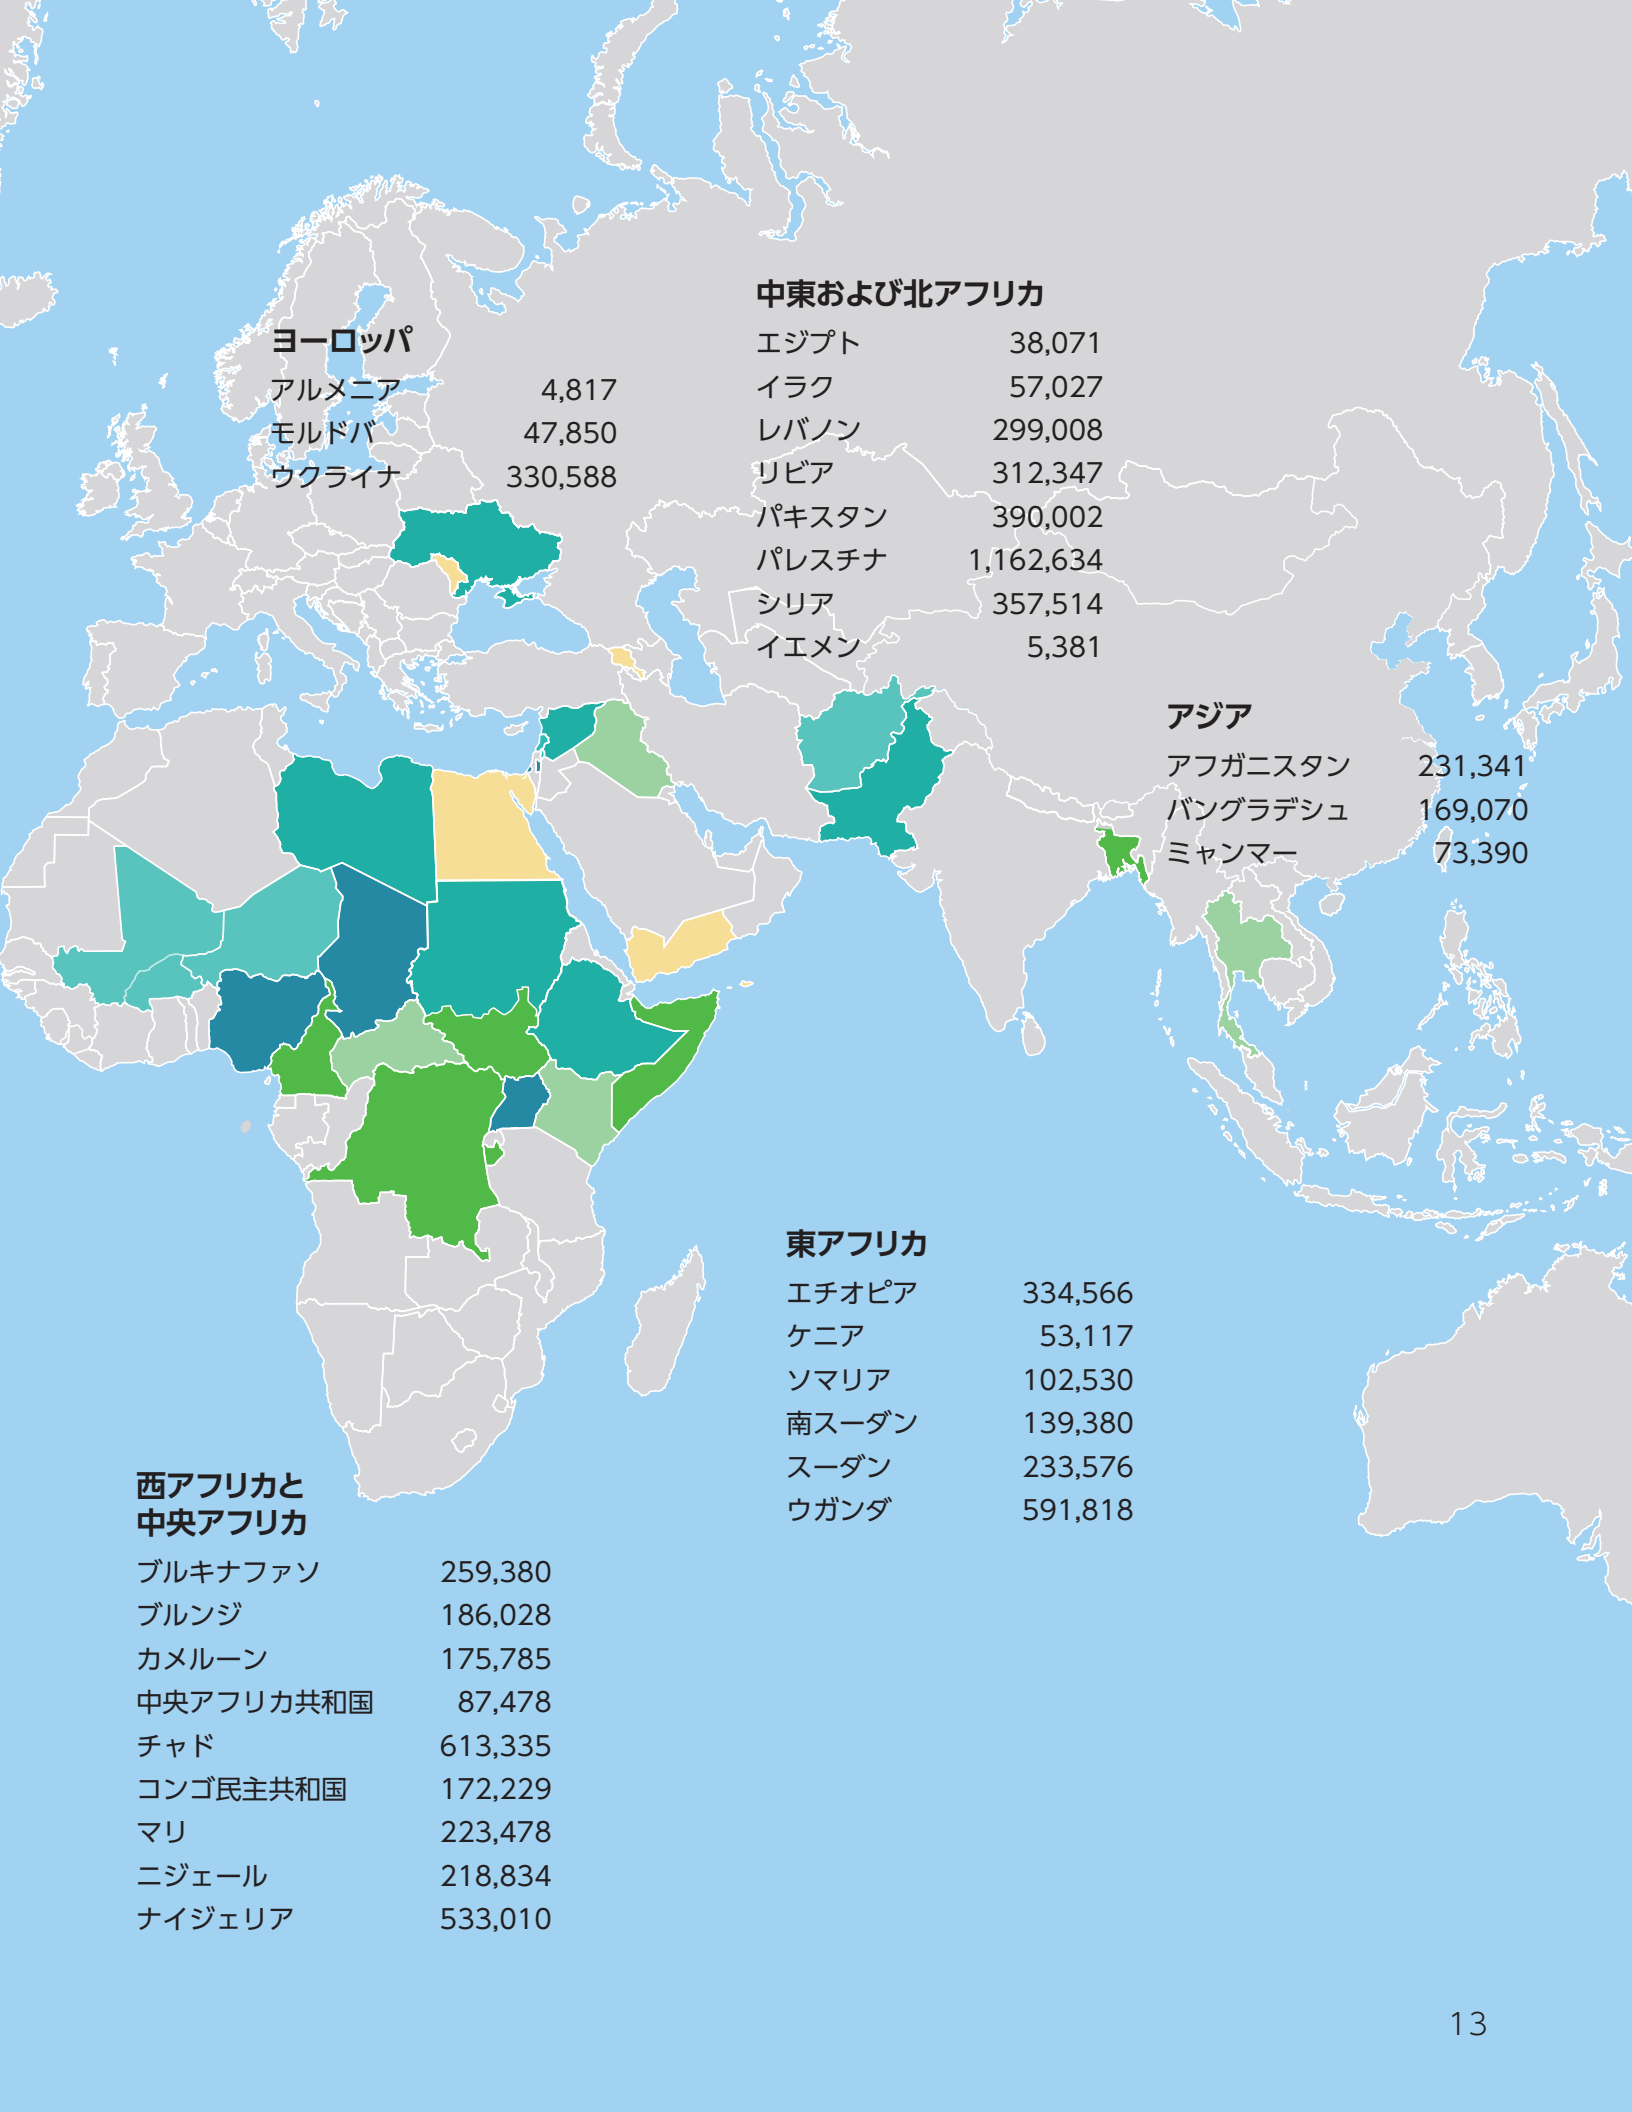 ヨーロッパ
アルメニア 4,817
モルドバ 47,850
ウクライナ 330,588
中東および北アフリカ
エジプト 38,071
イラク 57,027
レバノン 299,008
リビア 312,347
パキスタン 390,002
パレスチナ 1,162,634
シリア 357,514
イエメン 5,381
アジア
アフガニスタン 231,341
バングラデシュ 169,070
ミャンマー 73,390
東アフリカ
エチオピア 334,566
ケニア 53,117
ソマリア 102,530
南スーダン 139,380
スーダン 233,576
ウガンダ 591,818
西アフリカと
中央アフリカ
ブルキナファソ 259,380
ブルンジ 186,028
カメルーン 175,785
中央アフリカ共和国 87,478
チャド 613,335
コンゴ民主共和国 172,229
マリ 223,478
ニジェール 218,834
ナイジェリア 533,010
13